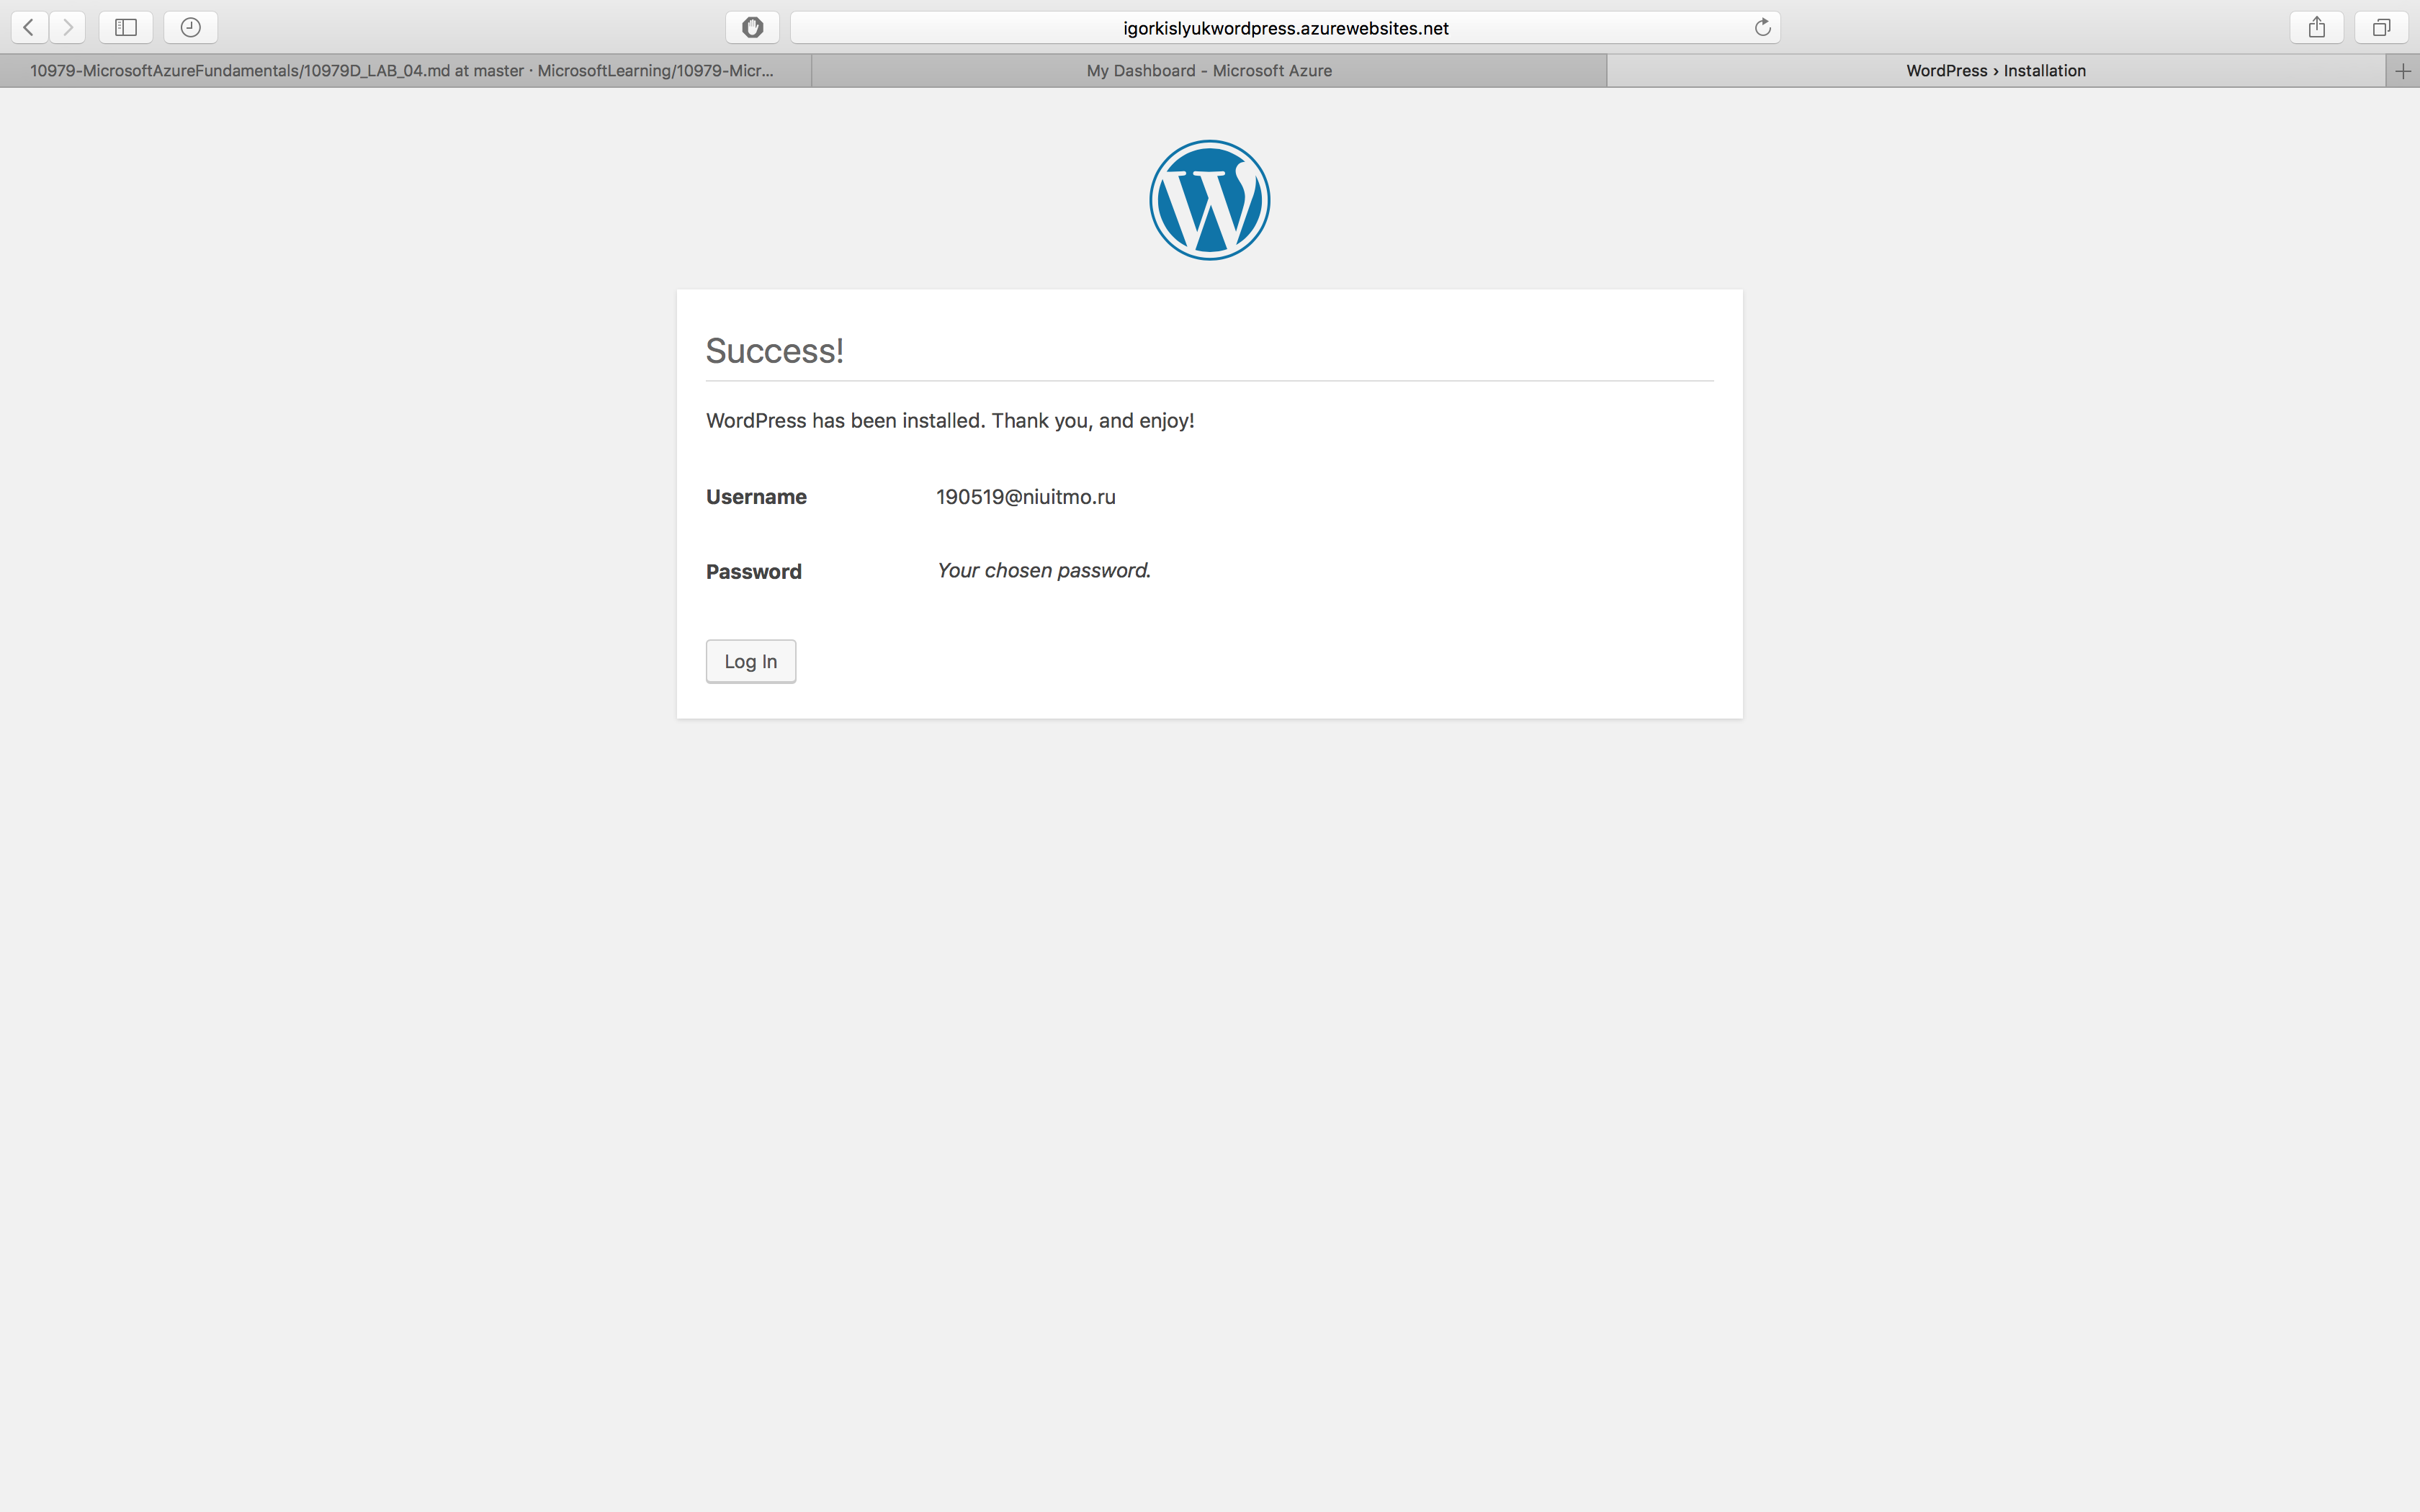 igorkislyukwordpress.azurewebsites.net
10979-MicrosoftAzureFundamentals/10979D_LAB_04.md at master · MicrosoftLearning/10979-Micr...
My Dashboard - Microsoft Azure
WordPress › Installation
Success!
WordPress has been installed. Thank you, and enjoy!
Username 190519@niuitmo.ru
Password Your chosen password.
Log In